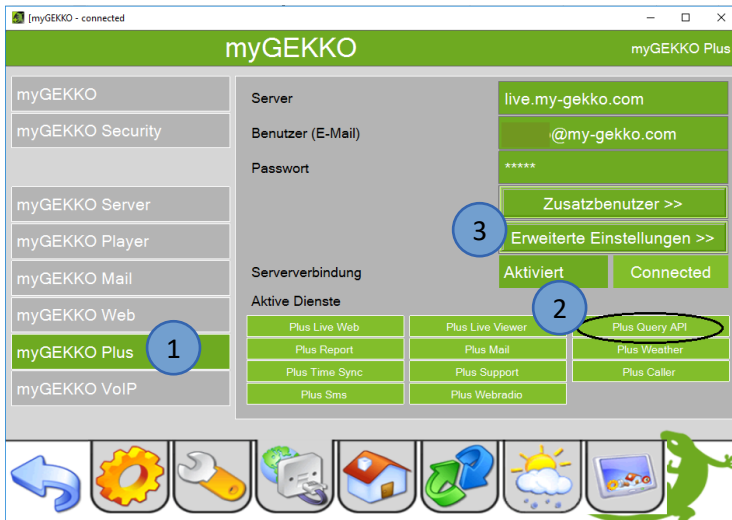 [myGEKKO - connected
myGEKKO
myGEKKO Plus
myGEKKO
myGEKKO Security
myGEKKO Server
myGEKKO Player
myGEKKO Mail
myGEKKO Web
myGEKKO Plus
1
myGEKKO VoIP
Server
live.my-gekko.com
Benutzer (E-Mail)
@my-gekko.com
Passwort
*****
Zusatzbenutzer >>
3
Erweiterte Einstellungen >>
Serververbindung
Aktiviert
Connected
Aktive Dienste
2
Plus Live Web
Plus Live Viewer
Plus Query API
Plus Report
Plus Mail
Plus Weather
Plus Time Sync
Plus Support
Plus Caller
Plus Sms
Plus Webradio